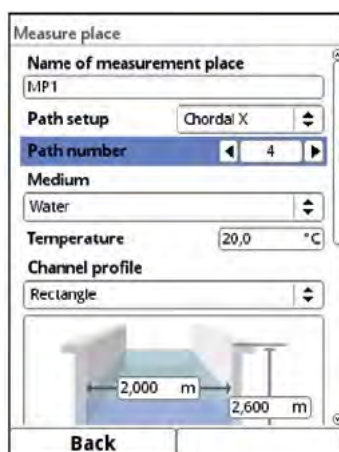 Measure place
Name of measurement place
MP1
Path setup Chordal X
Path number 4
Medium
Water
Temperature 20,0 °C
Channel profile
Rectangle
2,000 m
2,600 m
Back